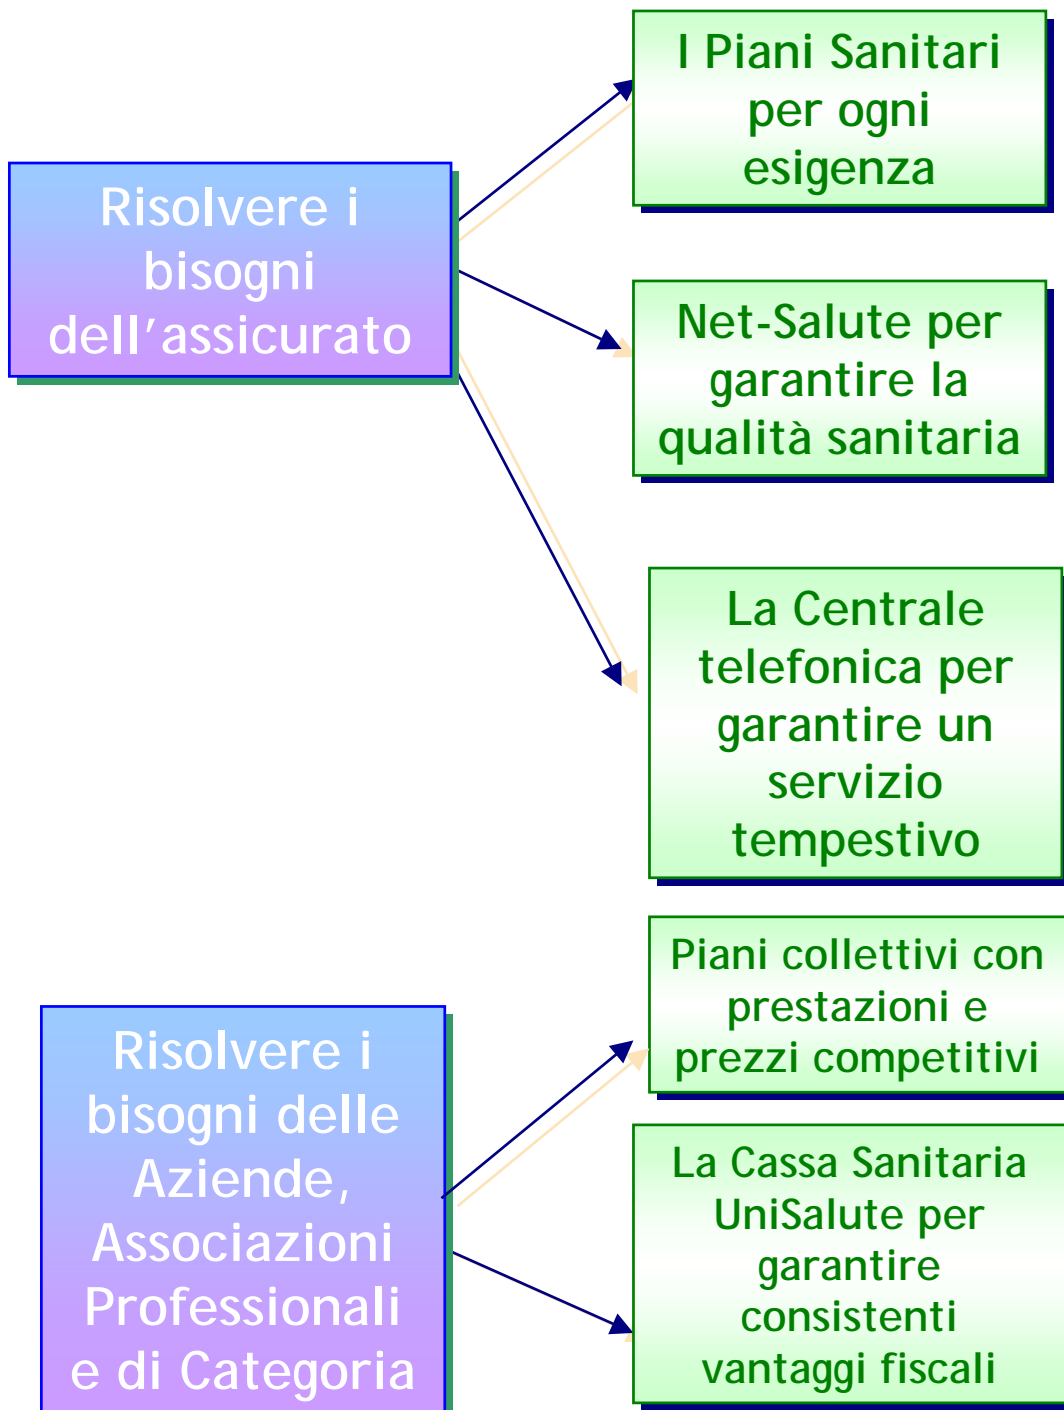 I Piani Sanitari
per ogni
esigenza
Risolvere i
bisogni
dell'assicurato
Net-Salute per
garantire la
qualità sanitaria
La Centrale
telefonica per
garantire un
servizio
tempestivo
Piani collettivi con
prestazioni e
prezzi competitivi
Risolvere i
bisogni delle
Aziende,
Associazioni
Professionali
e di Categoria
La Cassa Sanitaria
UniSalute per
garantire
consistenti
vantaggi fiscali